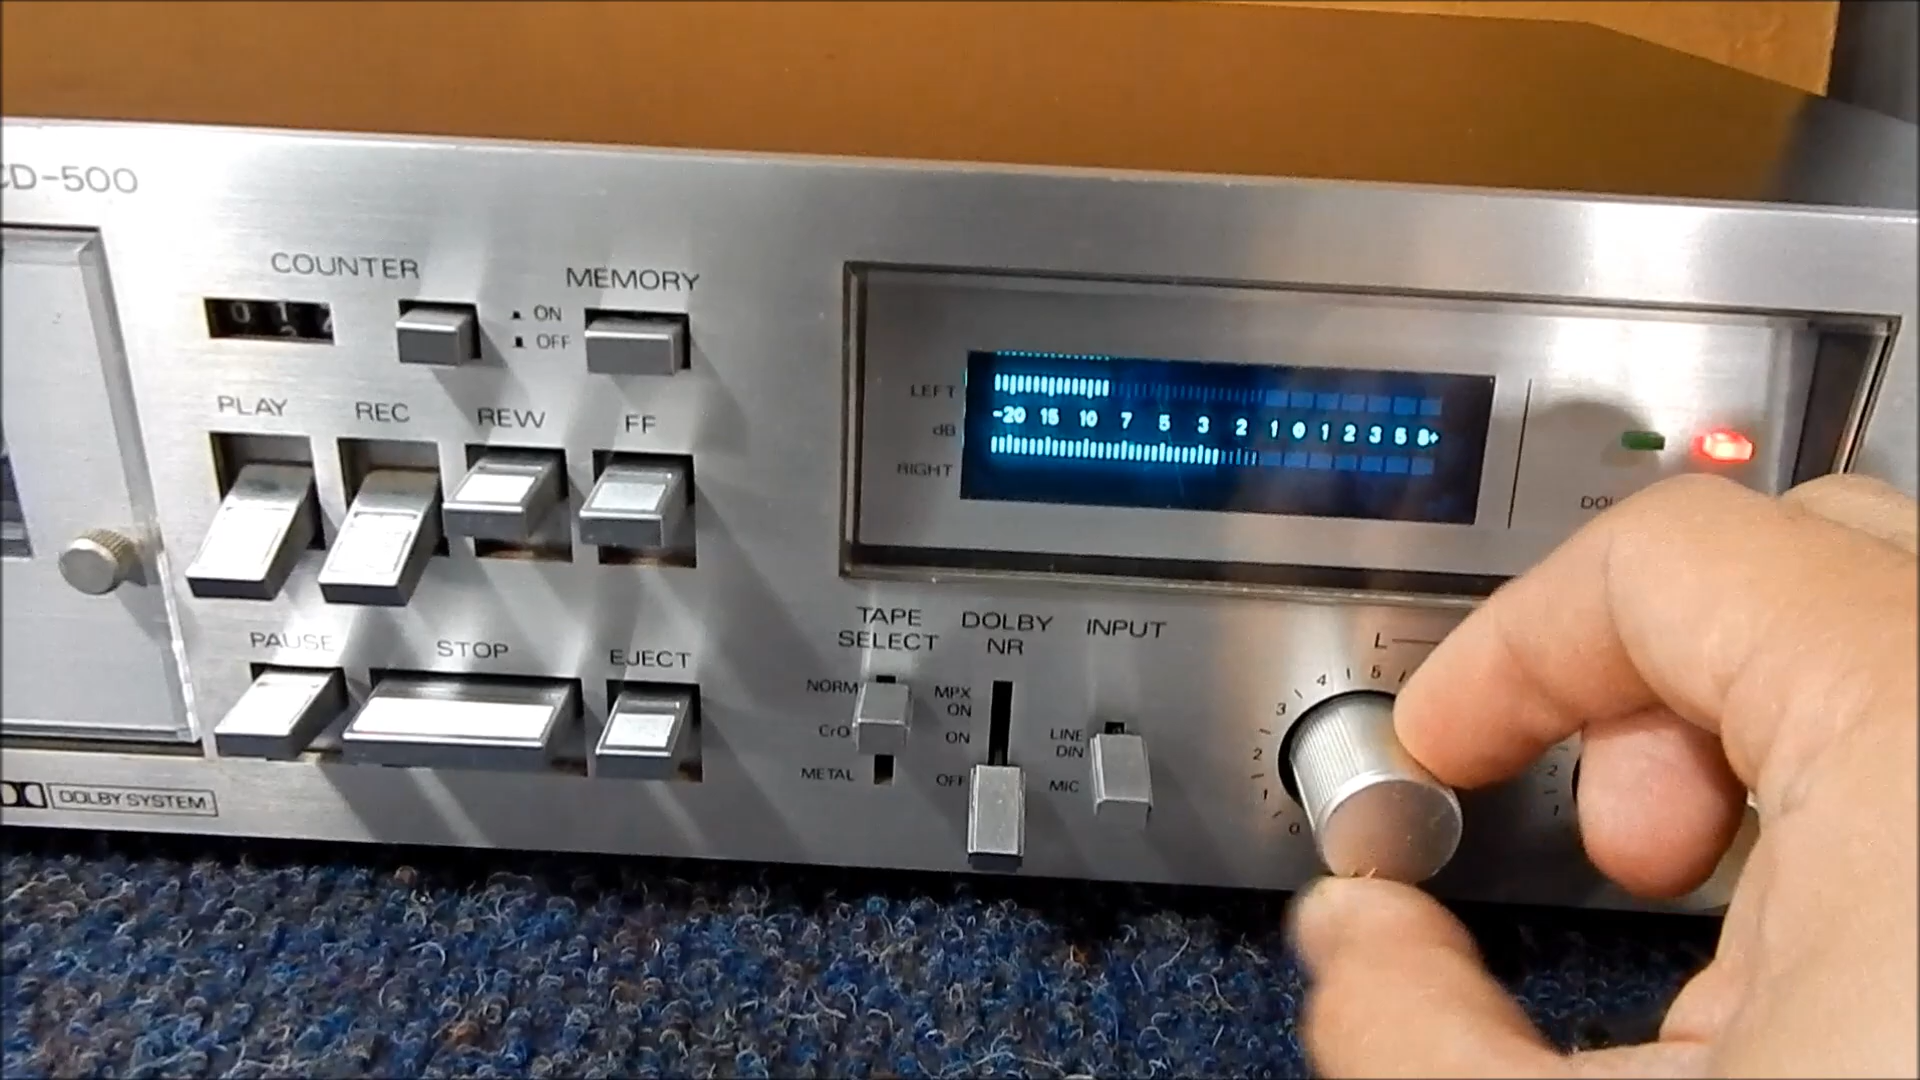 CD-500
COUNTER
MEMORY
ON
OFF
PLAY
REC
REW
FF
PAUSE
STOP
EJECT
DOLBY SYSTEM
LEFT
-20 15 10 7 5 3 2 1 0 1 2 3 5 8+
dB
RIGHT
TAPE
SELECT
NORM
CrO
METAL
DOLBY
NR
MPX
ON
ON
OFF
INPUT
LINE
DIN
MIC
L
0 1 2 3 4 5
2
1